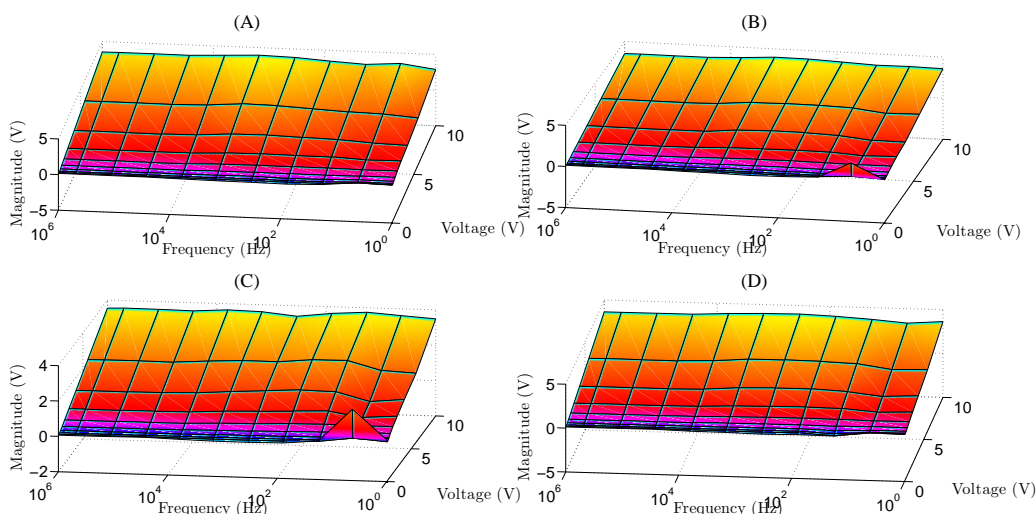 (A)
(B)
Magnitude (V)
5
0
−5
10^6
10^4
10^2
10^0
Frequency (Hz)
0
5
10
Voltage (V)
Magnitude (V)
5
0
−5
10^6
10^4
10^2
10^0
Frequency (Hz)
0
5
10
Voltage (V)
(C)
(D)
Magnitude (V)
4
2
0
−2
10^6
10^4
10^2
10^0
Frequency (Hz)
0
5
10
Voltage (V)
Magnitude (V)
5
0
−5
10^6
10^4
10^2
10^0
Frequency (Hz)
0
5
10
Voltage (V)